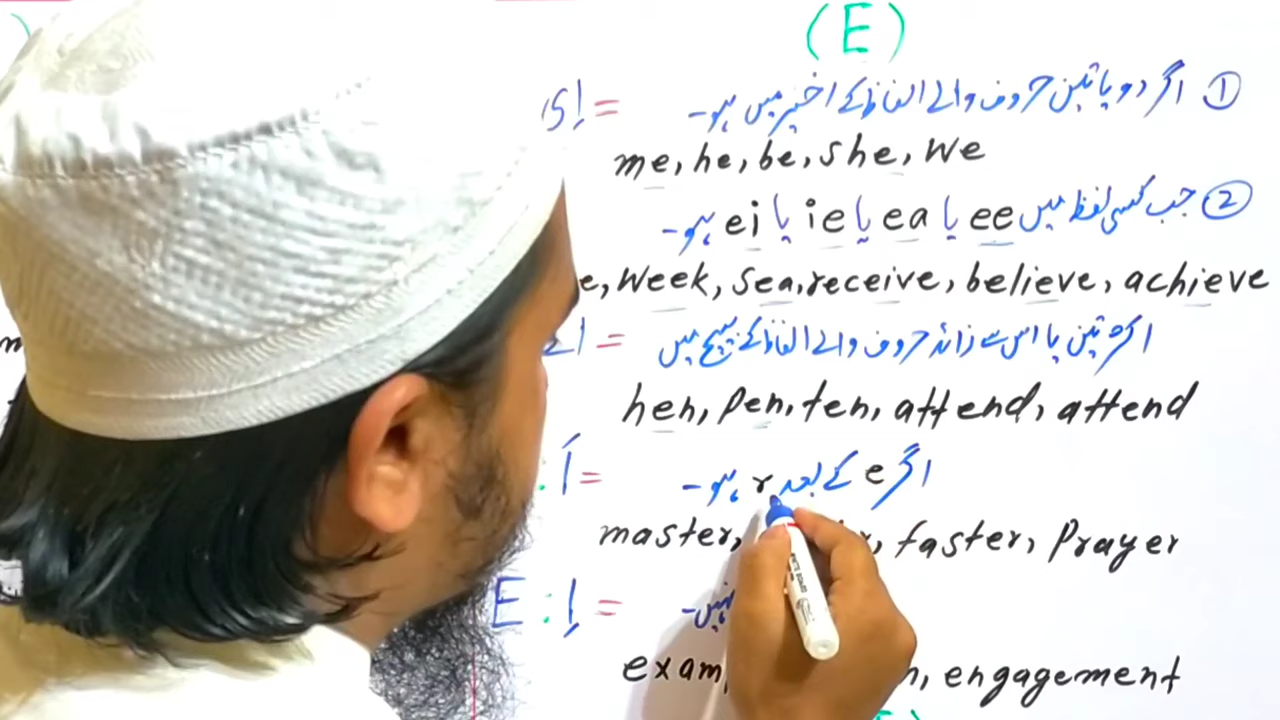 (E)
① اگر دو یا تین حروف والے الفاظ کے اخیر میں ہو۔ = اِی
me, he, be, she, we
② جب کسی لفظ میں ee یا ea یا ie یا ei ہو۔
e, week, sea, receive, believe, achieve
اکثر تین یا اس سے زائد حروف والے الفاظ کے بیچ میں =
hen, pen, ten, attend, attend
اگر e کے بعد r ہو۔ = اَ :
master, faster, prayer
E : اِ = نہیں۔
exam, engagement